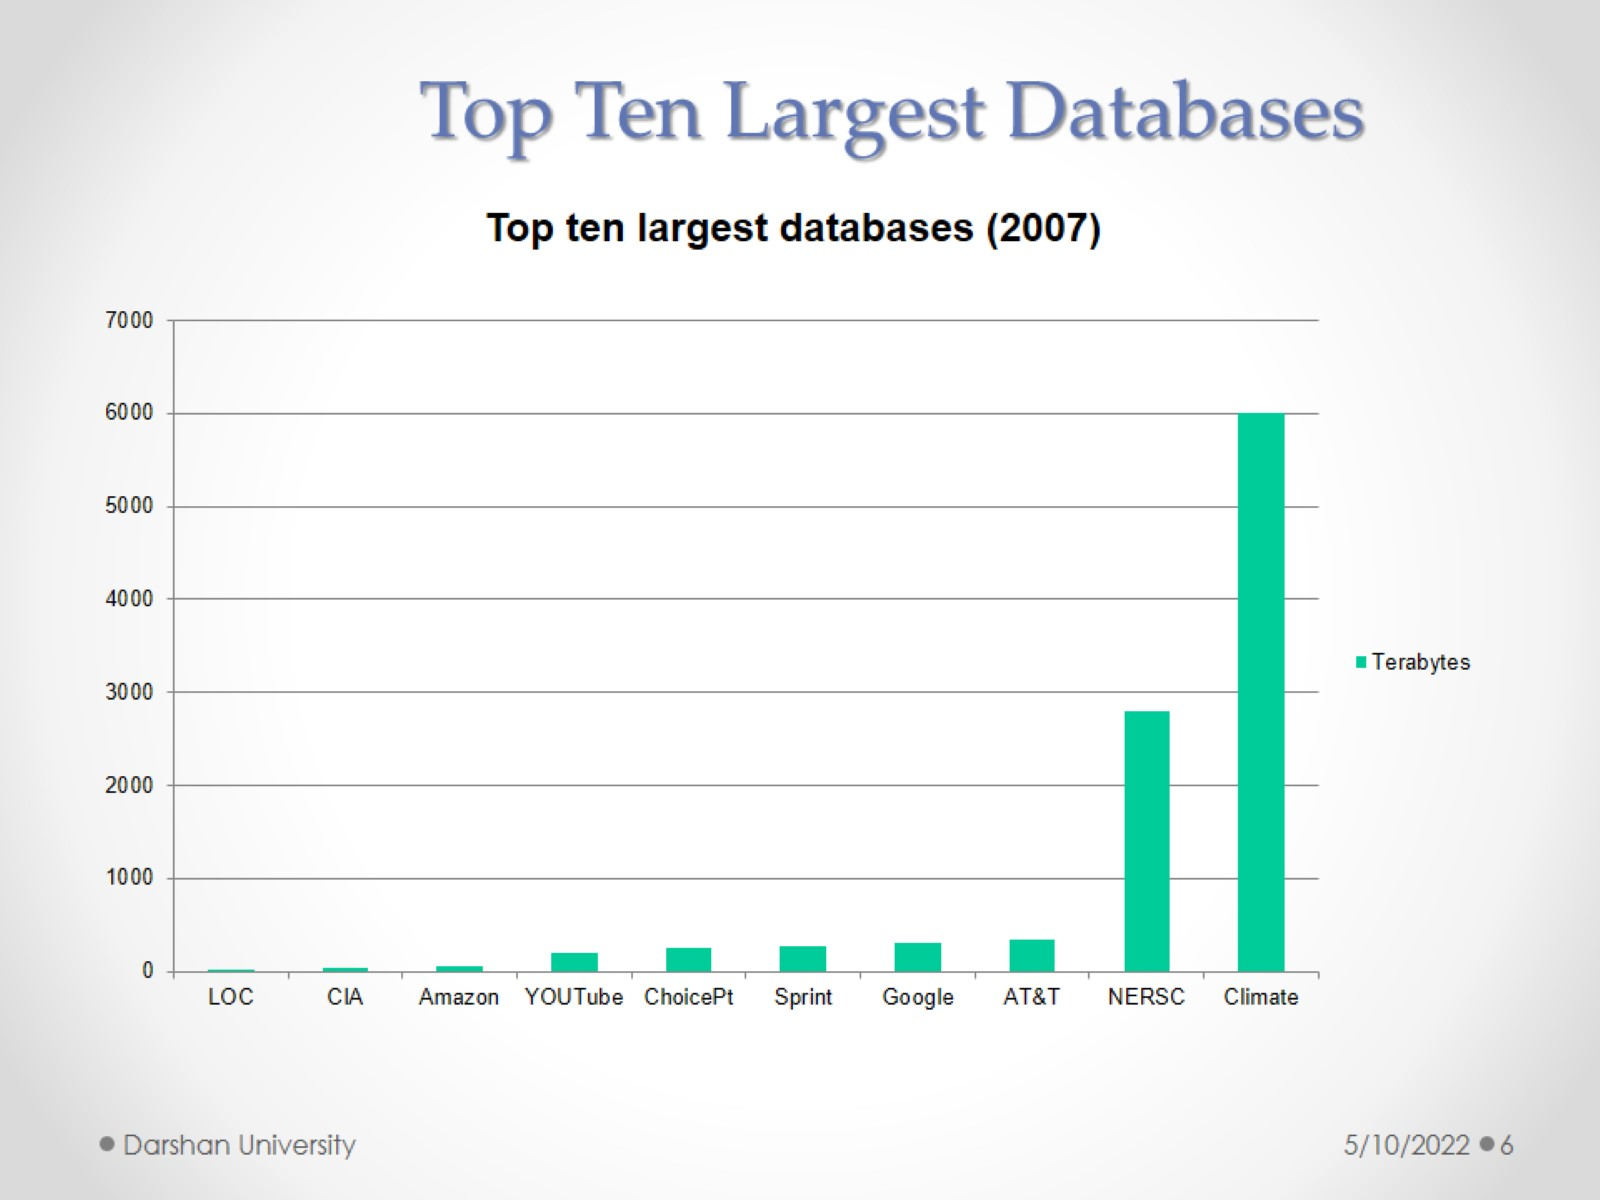 Top Ten Largest Databases
Top ten largest databases (2007)
7000
6000
5000
4000
3000
2000
1000
0
Terabytes
LOC CIA Amazon YOUTube ChoicePt Sprint Google AT&T NERSC Climate
Darshan University 5/10/2022 6